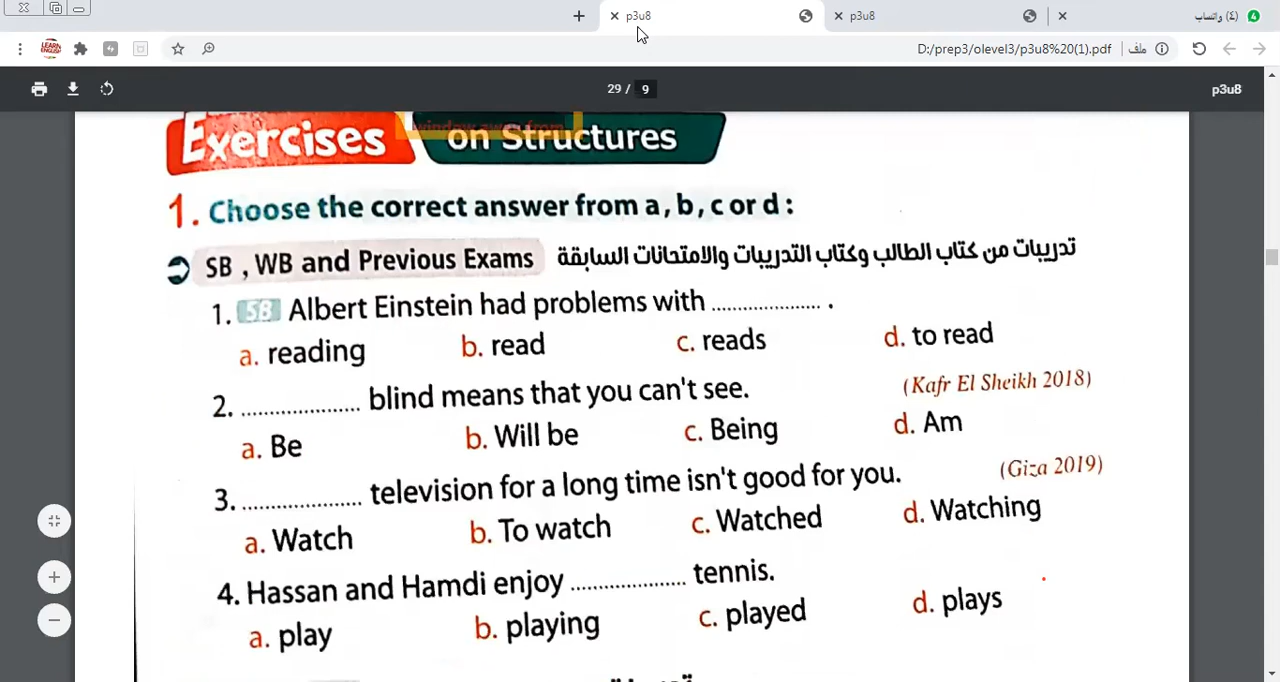 p3u8
p3u8
(٤) واتساب
4
LEARN ENGLISH
D:/prep3/olevel3/p3u8%20(1).pdf
ملف
29 / 9
p3u8
Exercises on Structures
1. Choose the correct answer from a, b, c or d :
SB , WB and Previous Exams تدريبات من كتاب الطالب وكتاب التدريبات والامتحانات السابقة
1. SB Albert Einstein had problems with .................... .
a. reading b. read c. reads d. to read
2. ..................... blind means that you can't see. (Kafr El Sheikh 2018)
a. Be b. Will be c. Being d. Am
3. ..................... television for a long time isn't good for you. (Giza 2019)
a. Watch b. To watch c. Watched d. Watching
4. Hassan and Hamdi enjoy .................... tennis.
a. play b. playing c. played d. plays